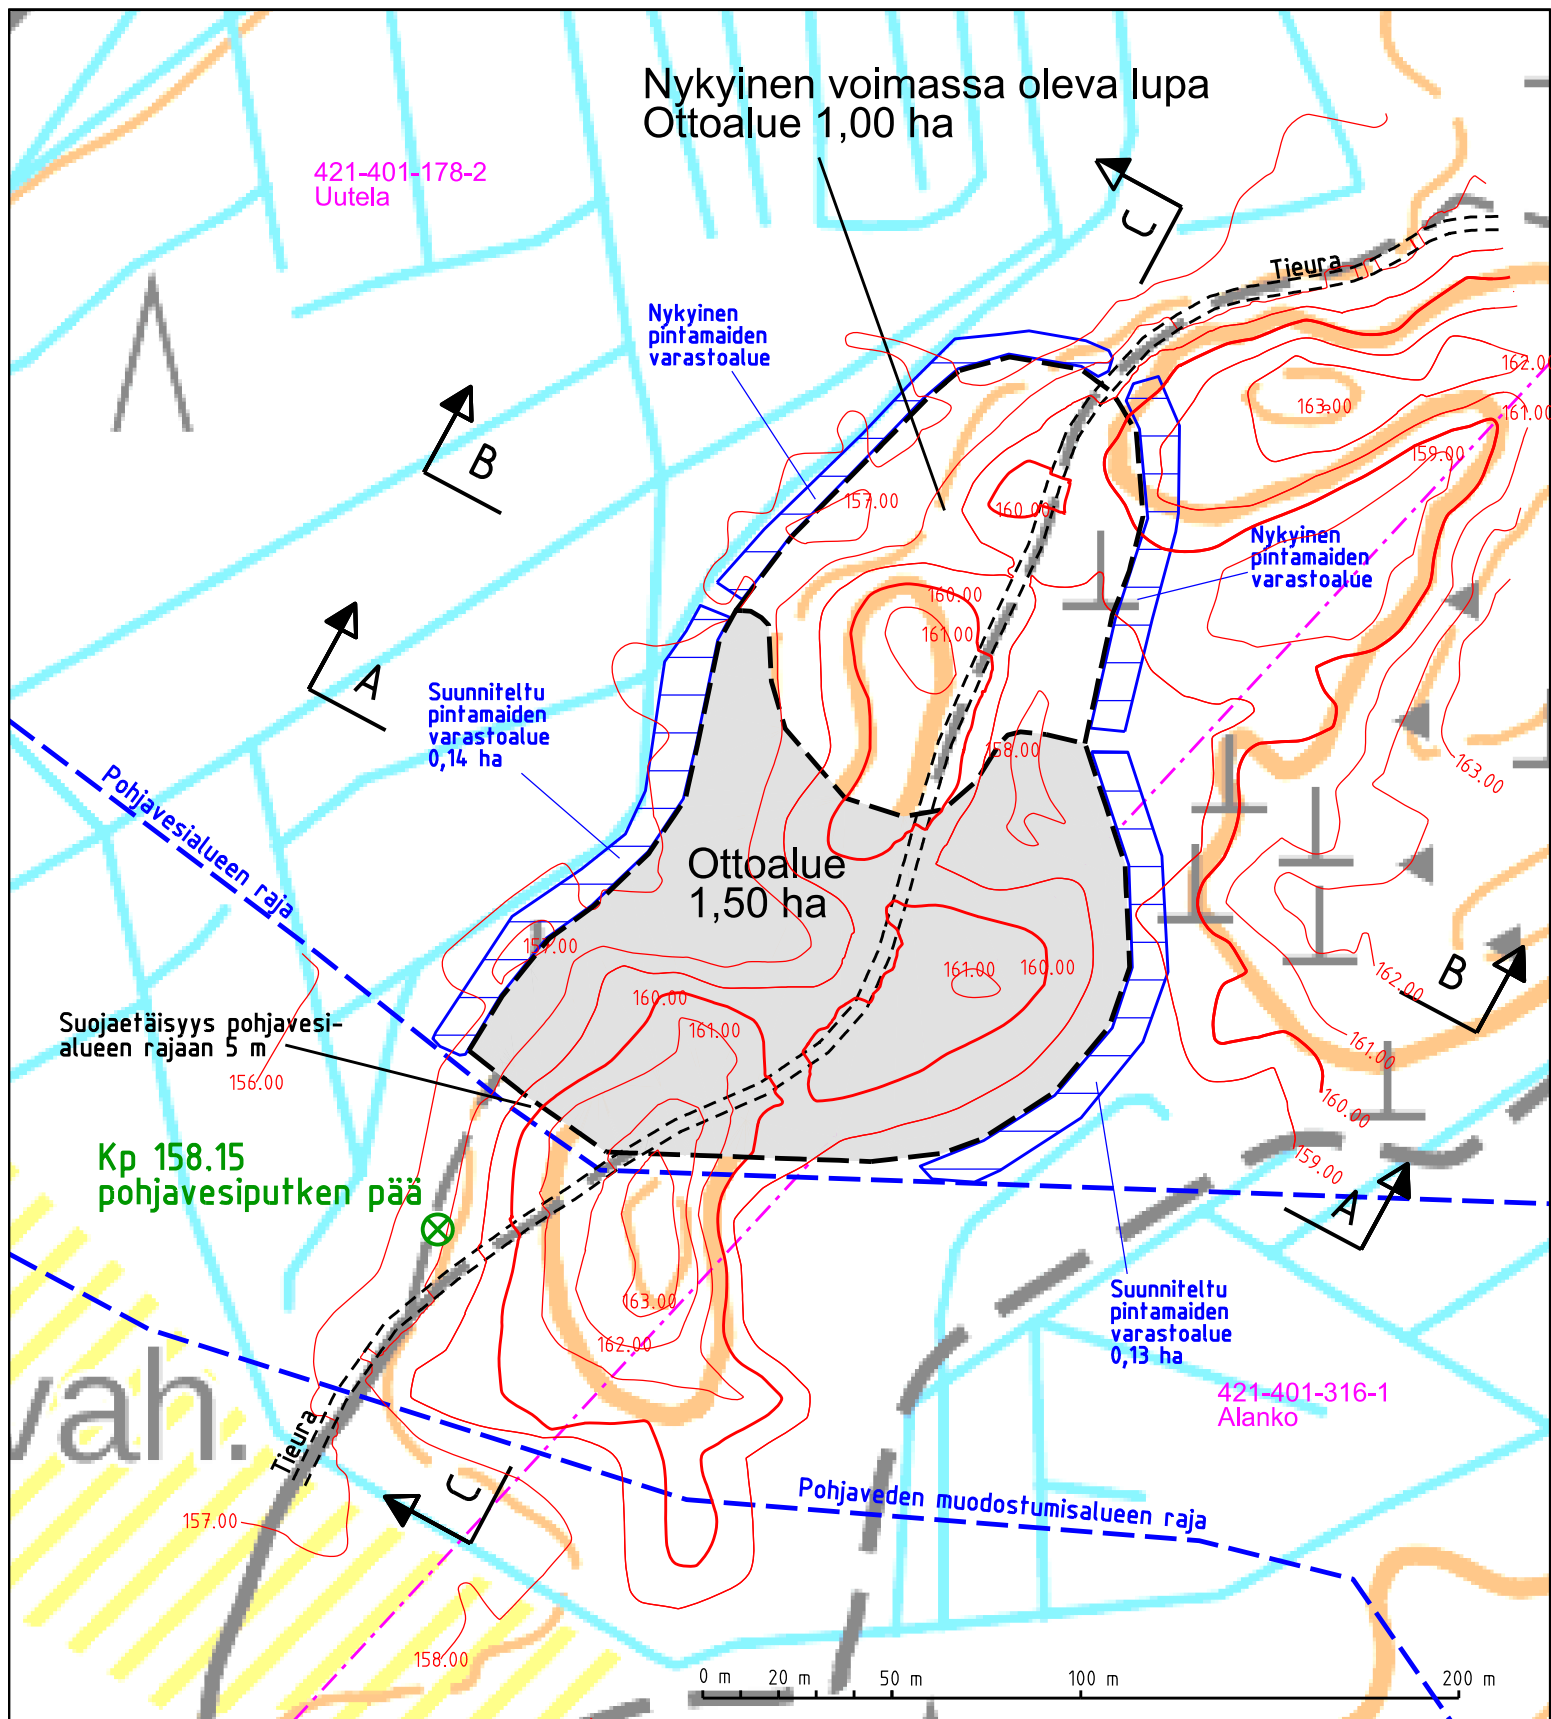 Nykyinen voimassa oleva lupa
Ottoalue 1,00 ha
421-401-178-2
Uutela
C
Tieura
Nykyinen
pintamaiden
varastoalue
162.0
163.00
161.00
159.00
B
157.00
160.00
Nykyinen
pintamaiden
varastoalue
160.00
161.00
A
Suunniteltu
pintamaiden
varastoalue
0,14 ha
158.00
163.00
Pohjavesialueen raja
Ottoalue
1,50 ha
157.00
161.00
160.00
162.00
B
160.00
161.00
Suojaetäisyys pohjavesi-
alueen rajaan 5 m
156.00
161.00
160.00
159.00
Kp 158.15
pohjavesiputken pää
A
163.00
162.00
Suunniteltu
pintamaiden
varastoalue
0,13 ha
421-401-316-1
Alanko
vah.
Tieura
C
Pohjaveden muodostumisalueen raja
157.00
158.00
0 m 20 m 50 m 100 m 200 m